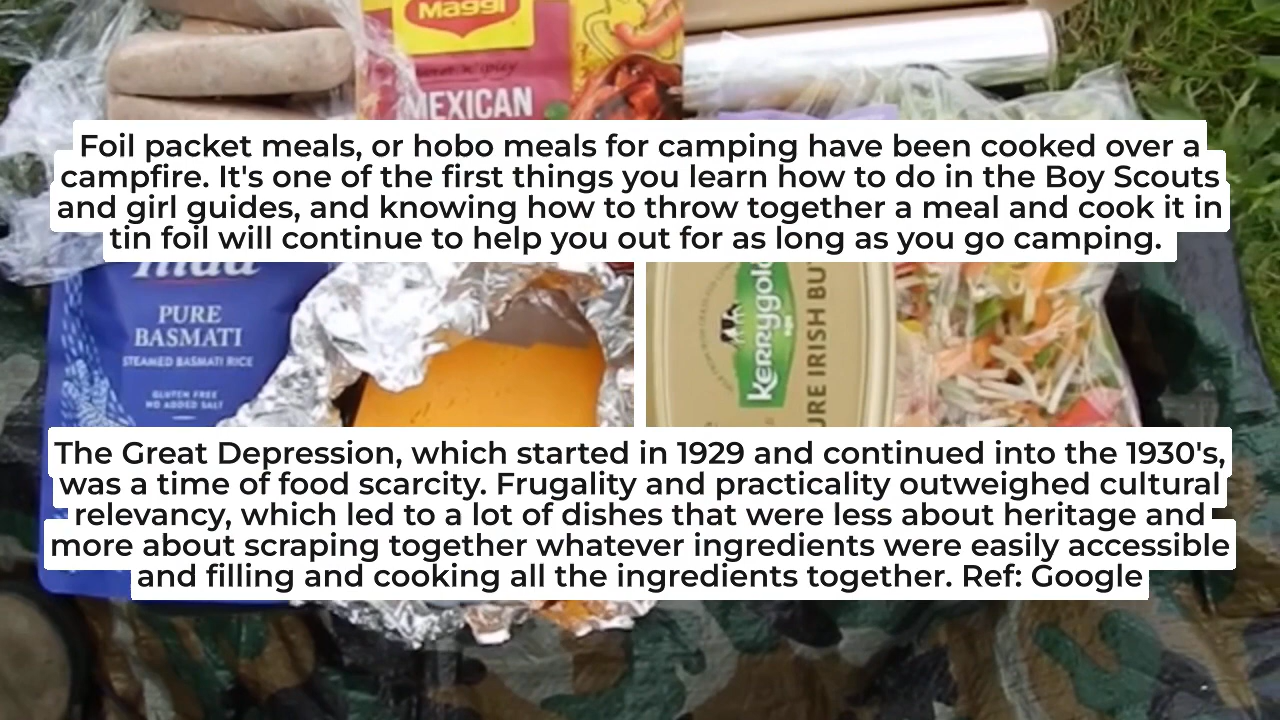 Maggi
MEXICAN
Foil packet meals, or hobo meals for camping have been cooked over a
campfire. It's one of the first things you learn how to do in the Boy Scouts
and girl guides, and knowing how to throw together a meal and cook it in
tin foil will continue to help you out for as long as you go camping.
PURE
BASMATI
STEAMED BASMATI RICE
GLUTEN FREE
NO ADDED SALT
Kerrygold
URE IRISH BU
The Great Depression, which started in 1929 and continued into the 1930's,
was a time of food scarcity. Frugality and practicality outweighed cultural
relevancy, which led to a lot of dishes that were less about heritage and
more about scraping together whatever ingredients were easily accessible
and filling and cooking all the ingredients together. Ref: Google